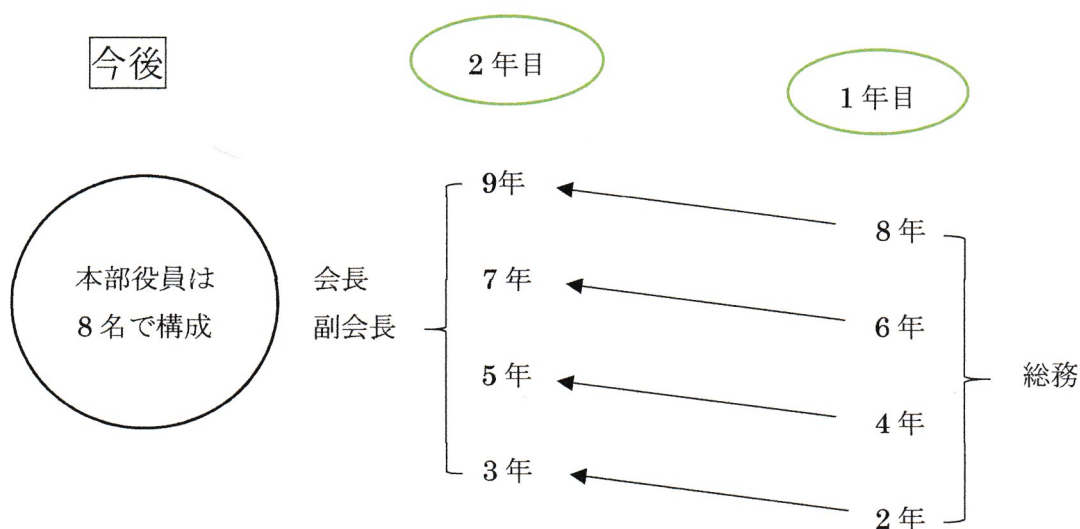 今後
2年目
1年目
本部役員は
8名で構成
会長
副会長
9年
7年
5年
3年
8年
6年
4年
2年
総務